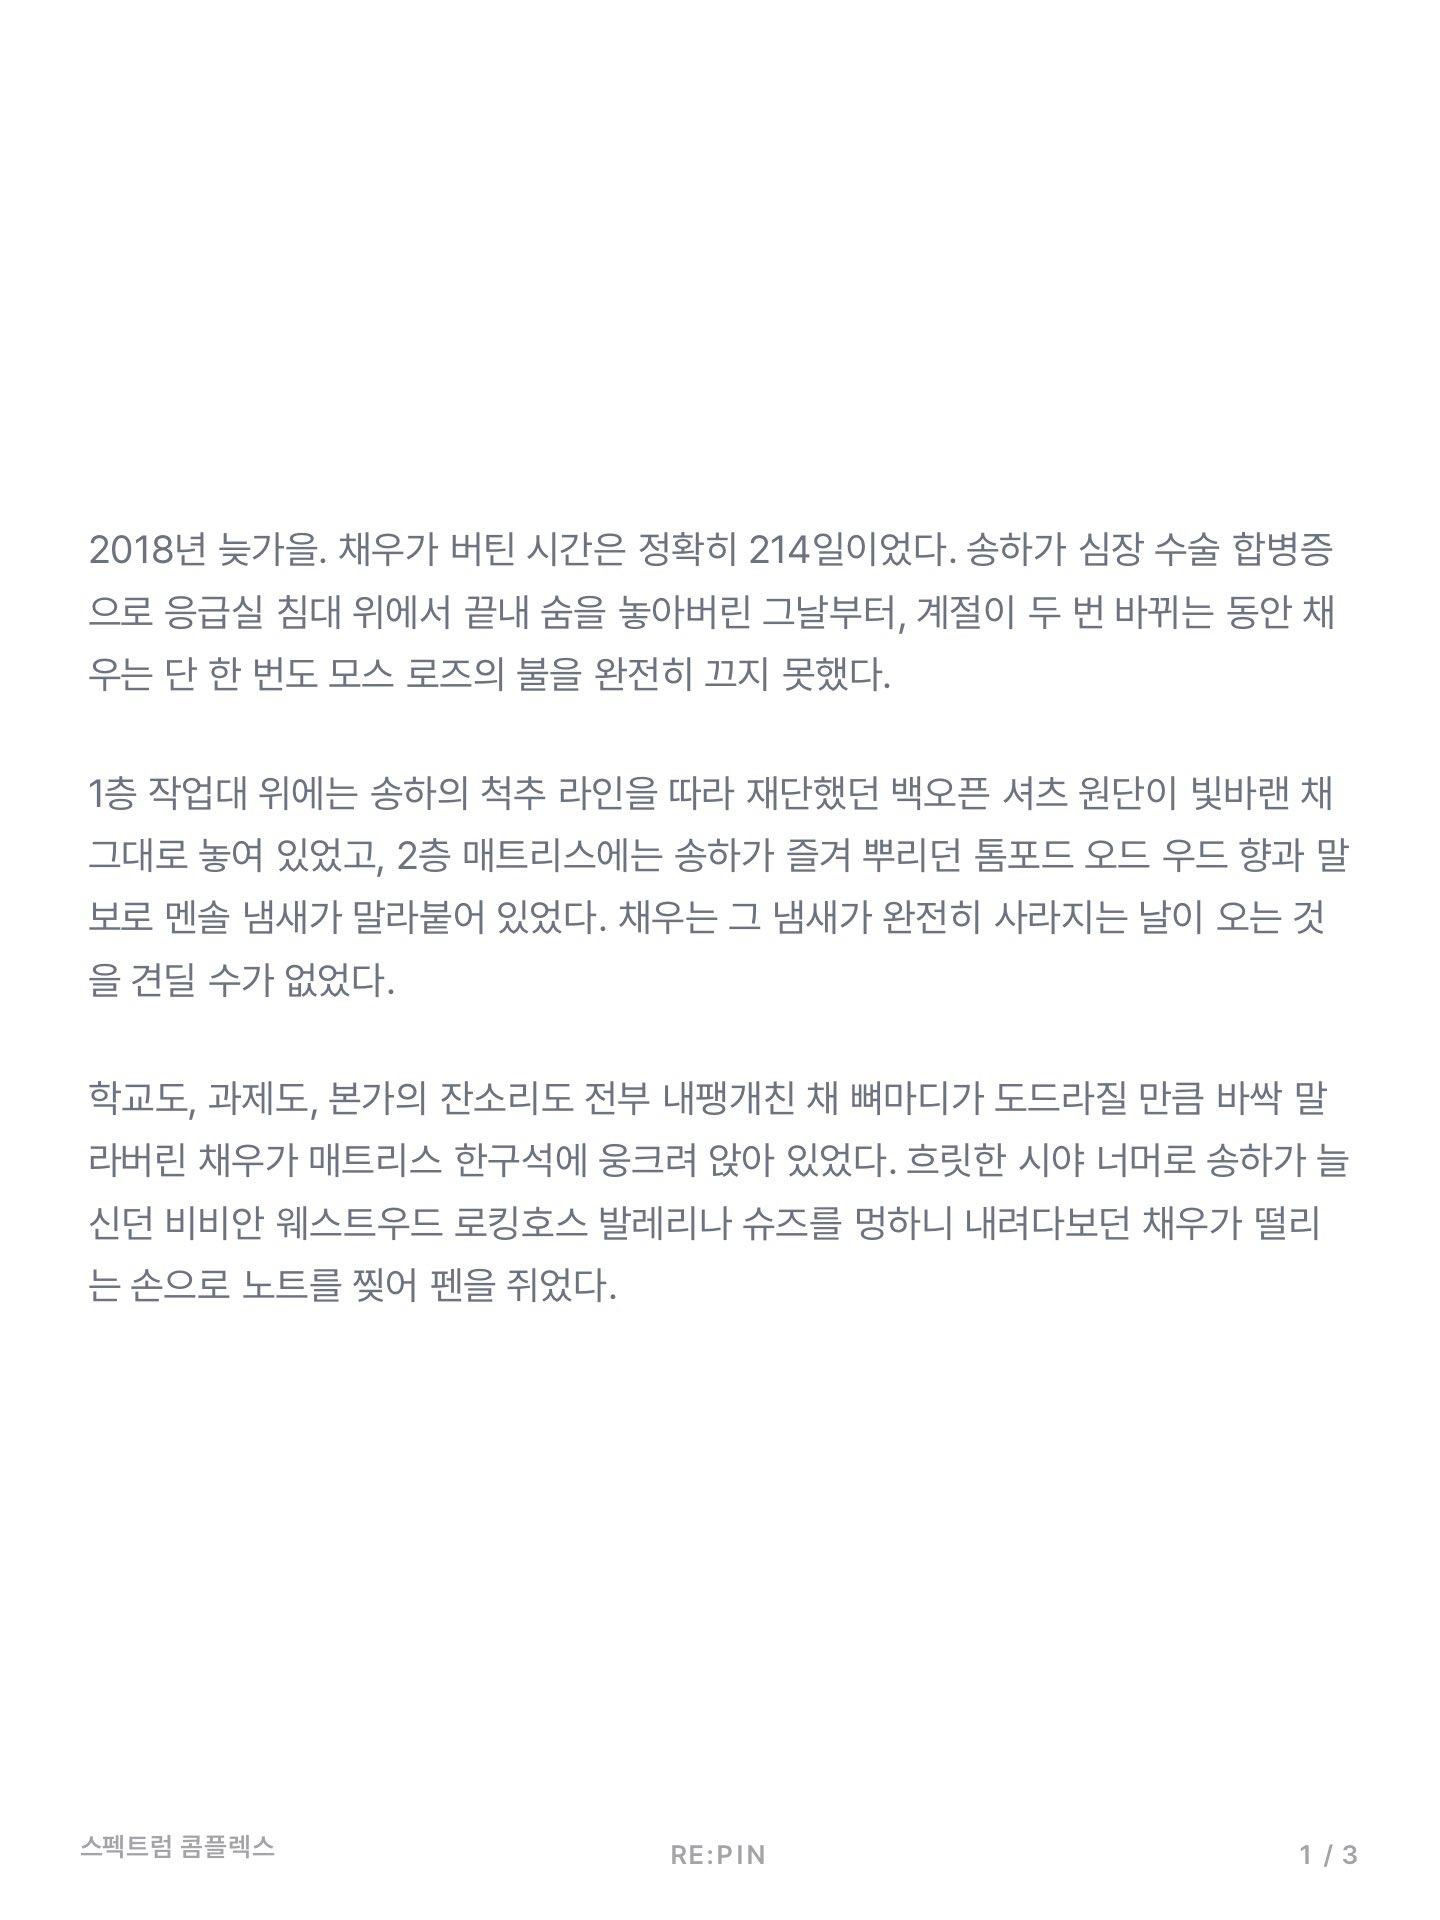 2018년 늦가을. 채우가 버틴 시간은 정확히 214일이었다. 송하가 심장 수술 합병증
으로 응급실 침대 위에서 끝내 숨을 놓아버린 그날부터, 계절이 두 번 바뀌는 동안 채
우는 단 한 번도 모스 로즈의 불을 완전히 끄지 못했다.
1층 작업대 위에는 송하의 척추 라인을 따라 재단했던 백오픈 셔츠 원단이 빛바랜 채
그대로 놓여 있었고, 2층 매트리스에는 송하가 즐겨 뿌리던 톰포드 오드 우드 향과 말
보로 멘솔 냄새가 말라붙어 있었다. 채우는 그 냄새가 완전히 사라지는 날이 오는 것
을 견딜 수가 없었다.
학교도, 과제도, 본가의 잔소리도 전부 내팽개친 채 뼈마디가 도드라질 만큼 바싹 말
라버린 채우가 매트리스 한구석에 웅크려 앉아 있었다. 흐릿한 시야 너머로 송하가 늘
신던 비비안 웨스트우드 로킹호스 발레리나 슈즈를 멍하니 내려다보던 채우가 떨리
는 손으로 노트를 찢어 펜을 쥐었다.
스펙트럼 콤플렉스
RE:PIN
1 / 3